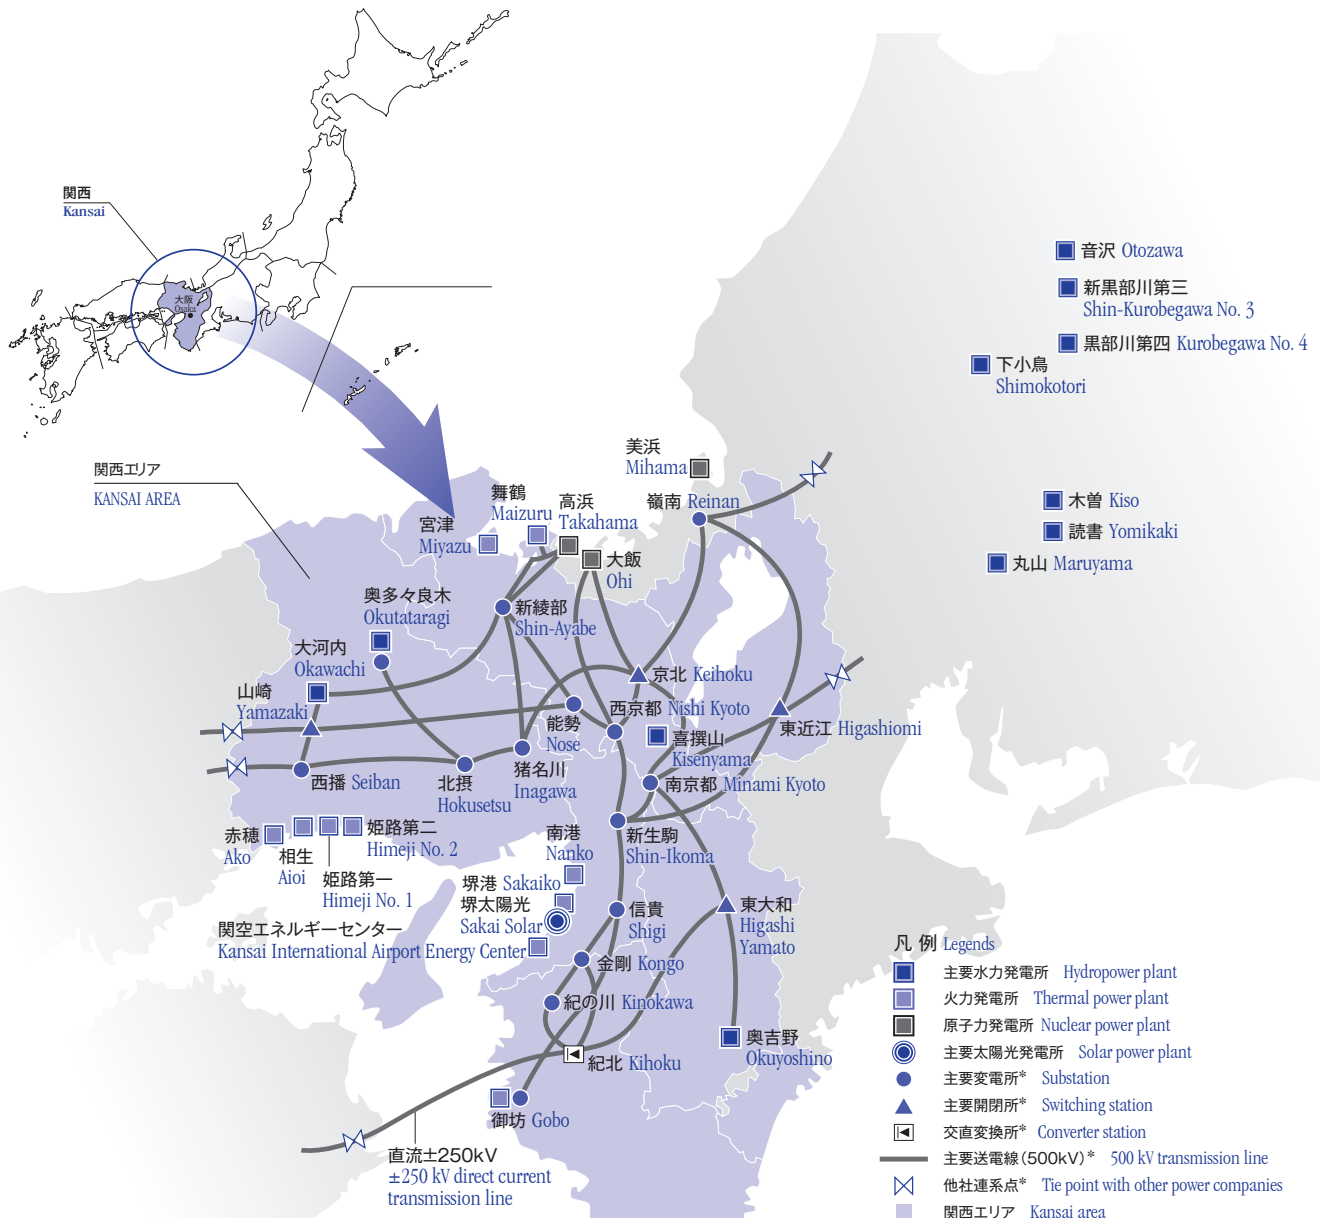 関西
Kansai
大阪
Osaka
関西エリア
KANSAI AREA
音沢 Otozawa
新黒部川第三
Shin-Kurobegawa No. 3
黒部川第四 Kurobegawa No. 4
下小鳥
Shimokotori
木曽 Kiso
読書 Yomikaki
丸山 Maruyama
美浜
Mihama
嶺南 Reinan
舞鶴
Maizuru
高浜
Takahama
宮津
Miyazu
大飯
Ohi
奥多々良木
Okutataragi
新綾部
Shin-Ayabe
大河内
Okawachi
山崎
Yamazaki
京北 Keihoku
西京都 Nishi Kyoto
能勢
Nose
喜撰山
Kisenyama
東近江 Higashiomi
西播 Seiban
北摂
Hokusetsu
猪名川
Inagawa
南京都 Minami Kyoto
赤穂
Ako
相生
Aioi
姫路第二
Himeji No. 2
姫路第一
Himeji No. 1
南港
Nanko
新生駒
Shin-Ikoma
堺港 Sakaiko
堺太陽光
Sakai Solar
関空エネルギーセンター
Kansai International Airport Energy Center
信貴
Shigi
東大和
Higashi
Yamato
金剛 Kongo
紀の川 Kinokawa
奥吉野
Okuyoshino
紀北 Kihoku
御坊 Gobo
直流±250kV
±250 kV direct current
transmission line
凡 例 Legends
主要水力発電所 Hydropower plant
火力発電所 Thermal power plant
原子力発電所 Nuclear power plant
主要太陽光発電所 Solar power plant
主要変電所* Substation
主要開閉所* Switching station
交直変換所* Converter station
主要送電線(500kV)* 500 kV transmission line
他社連系点* Tie point with other power companies
関西エリア Kansai area